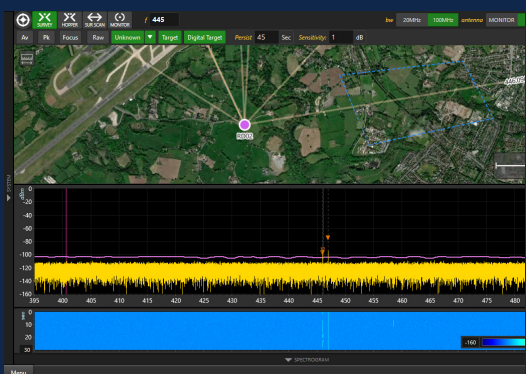 SURVEY HOPPER SUR SCAN MONITOR f 445 bw 20MHz 100MHz antenna MONITOR
Av Pk Focus Raw Unknown Target Digital Target Persist 45 Sec Sensitivity: 1 dB
RD02
SYSTEM
dBm
0
-20
-40
-60
-80
-100
-120
-140
-160
395 400 405 410 415 420 425 430 435 440 445 450 455 460 465 470 475 480
sec
0
10
20
30
-160
SPECTROGRAM
Menu